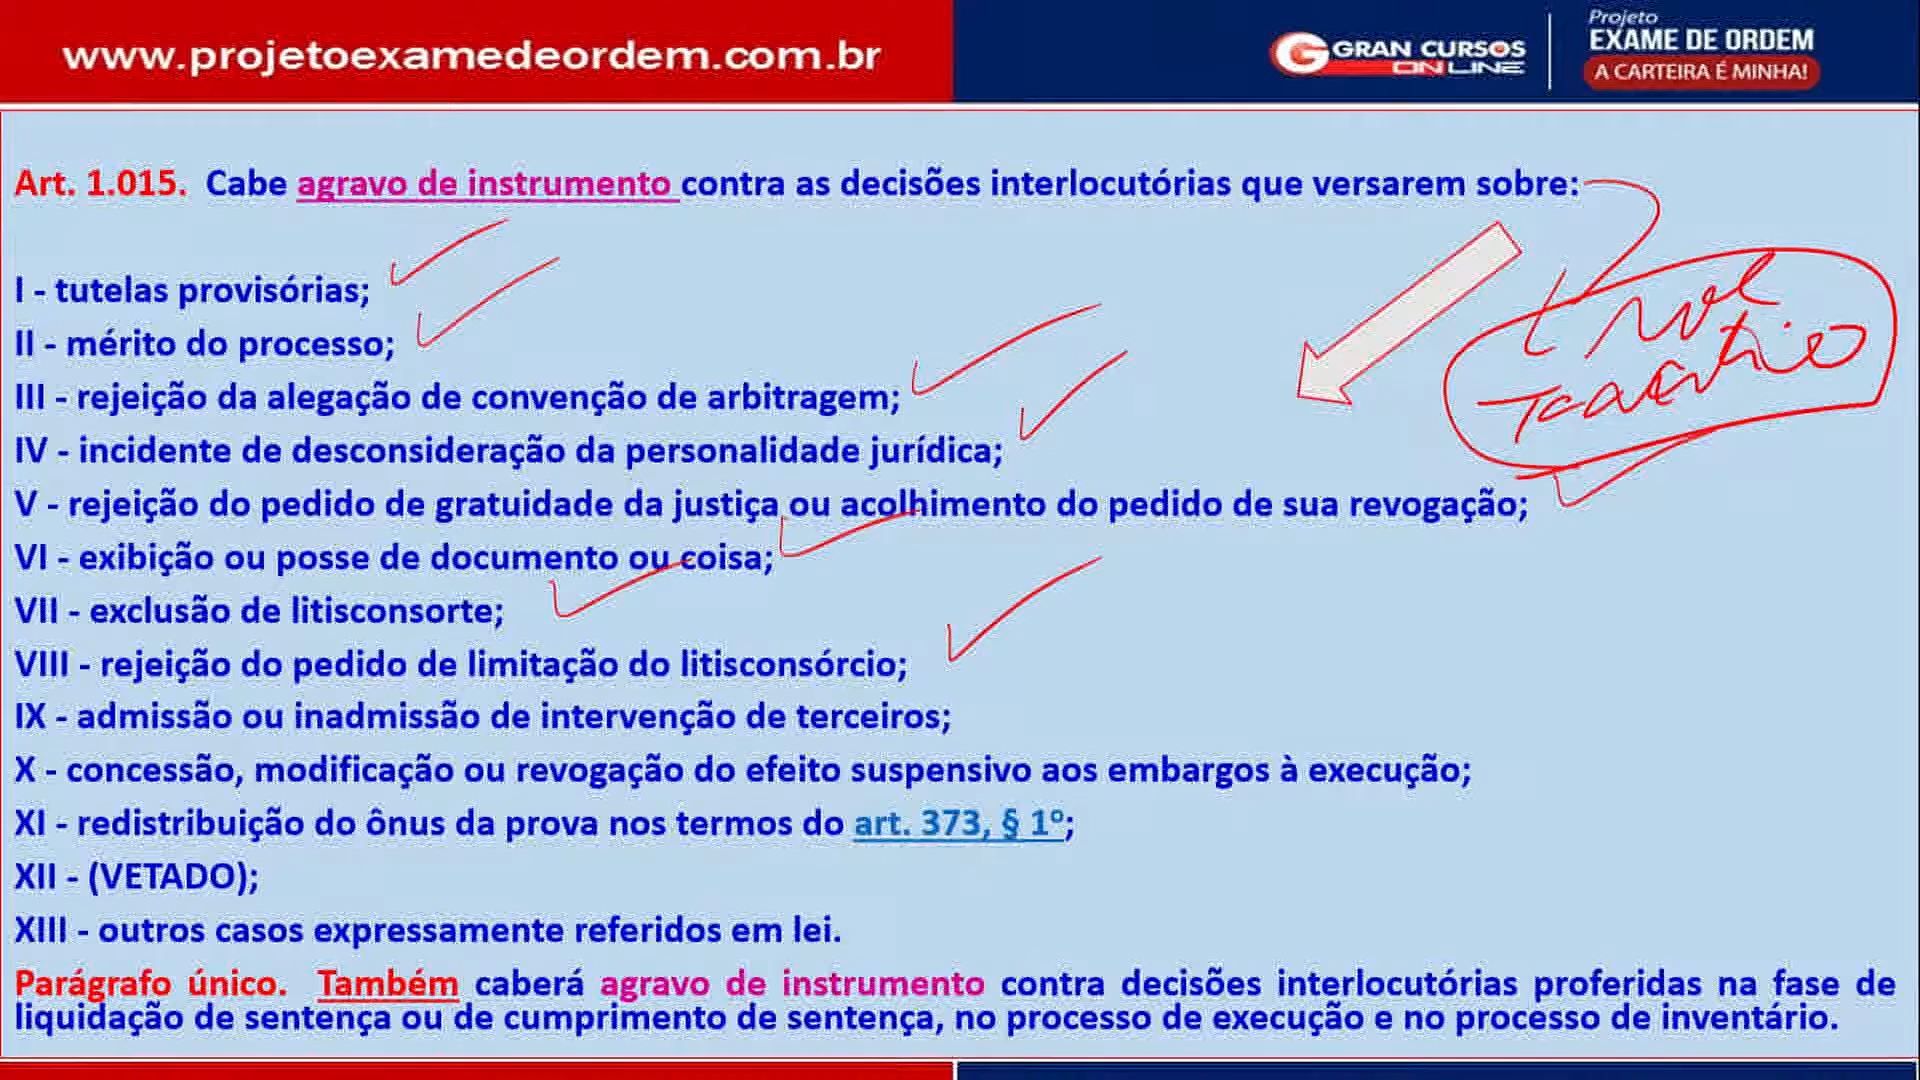 www.projetoexamedeordem.com.br
GRAN CURSOS
ONLINE
Projeto
EXAME DE ORDEM
A CARTEIRA É MINHA!
Art. 1.015. Cabe agravo de instrumento contra as decisões interlocutórias que versarem sobre:
I - tutelas provisórias;
II - mérito do processo;
III - rejeição da alegação de convenção de arbitragem;
IV - incidente de desconsideração da personalidade jurídica;
V - rejeição do pedido de gratuidade da justiça ou acolhimento do pedido de sua revogação;
VI - exibição ou posse de documento ou coisa;
VII - exclusão de litisconsorte;
VIII - rejeição do pedido de limitação do litisconsórcio;
IX - admissão ou inadmissão de intervenção de terceiros;
X - concessão, modificação ou revogação do efeito suspensivo aos embargos à execução;
XI - redistribuição do ônus da prova nos termos do art. 373, § 1º;
XII - (VETADO);
XIII - outros casos expressamente referidos em lei.
Parágrafo único. Também caberá agravo de instrumento contra decisões interlocutórias proferidas na fase de
liquidação de sentença ou de cumprimento de sentença, no processo de execução e no processo de inventário.